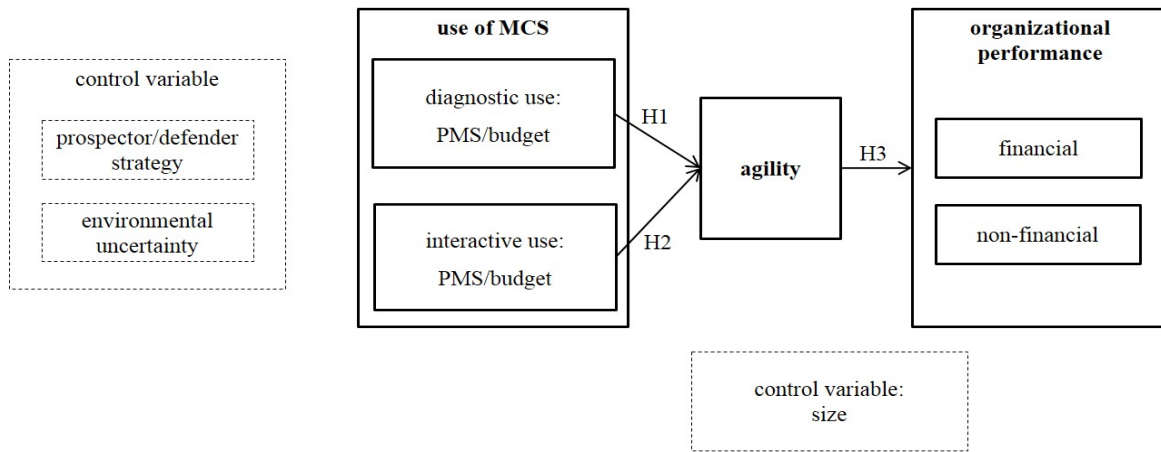 control variable
prospector/defender
strategy
environmental
uncertainty
use of MCS
diagnostic use:
PMS/budget
interactive use:
PMS/budget
H1
H2
agility
H3
organizational
performance
financial
non-financial
control variable:
size